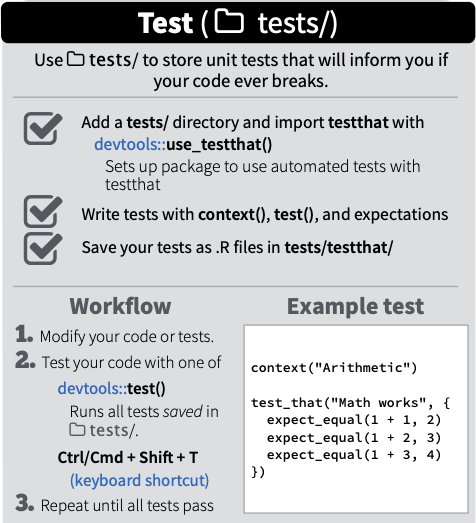 Test ( tests/)
Use tests/ to store unit tests that will inform you if
your code ever breaks.
Add a tests/ directory and import testthat with
devtools::use_testthat()
Sets up package to use automated tests with
testthat
Write tests with context(), test(), and expectations
Save your tests as .R files in tests/testthat/
Workflow
1. Modify your code or tests.
2. Test your code with one of
devtools::test()
Runs all tests saved in
tests/.
Ctrl/Cmd + Shift + T
(keyboard shortcut)
3. Repeat until all tests pass
Example test
context("Arithmetic")
test_that("Math works", {
expect_equal(1 + 1, 2)
expect_equal(1 + 2, 3)
expect_equal(1 + 3, 4)
})